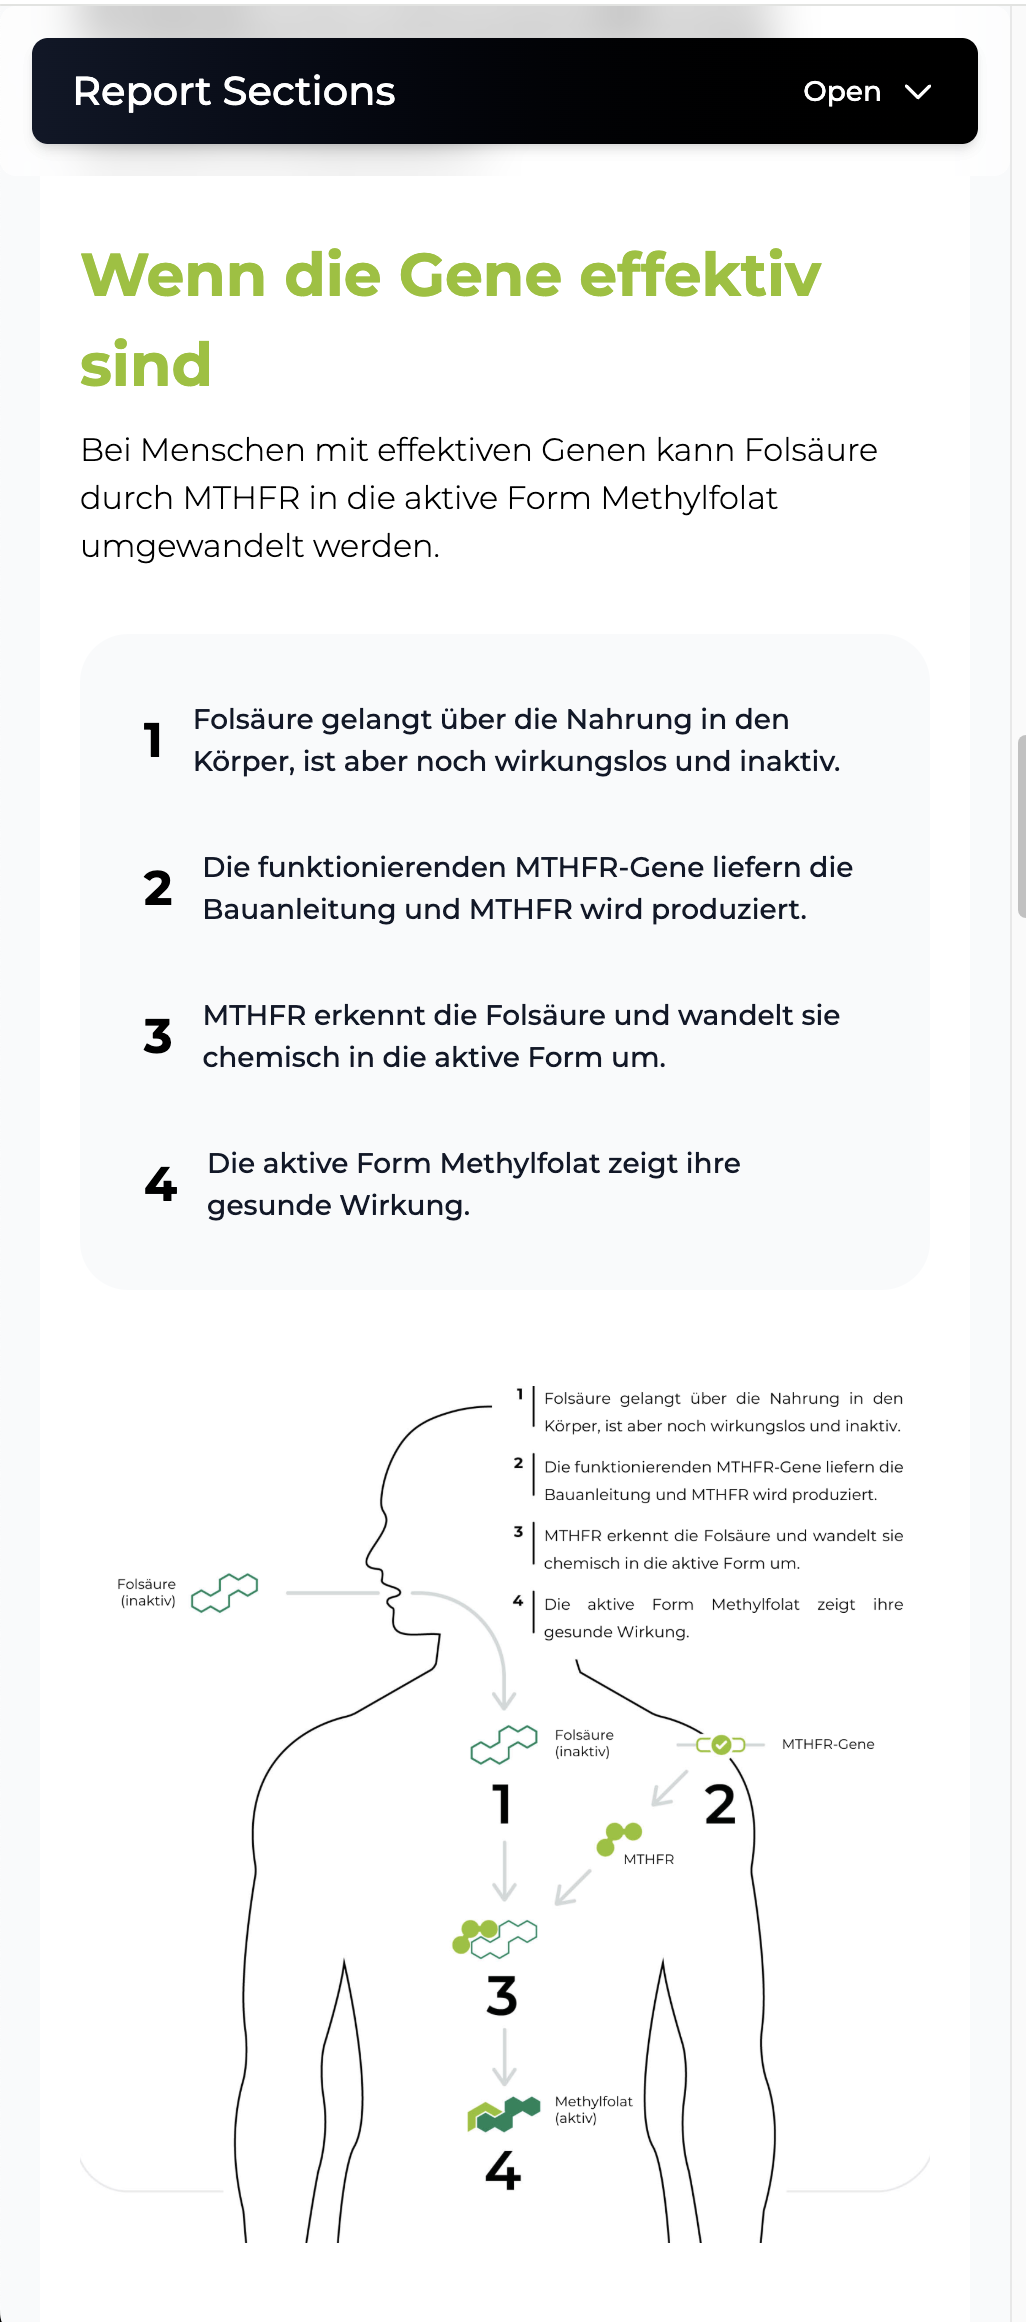 Report Sections
Open
Wenn die Gene effektiv
sind
Bei Menschen mit effektiven Genen kann Folsäure
durch MTHFR in die aktive Form Methylfolat
umgewandelt werden.
1
Folsäure gelangt über die Nahrung in den
Körper, ist aber noch wirkungslos und inaktiv.
2
Die funktionierenden MTHFR-Gene liefern die
Bauanleitung und MTHFR wird produziert.
3
MTHFR erkennt die Folsäure und wandelt sie
chemisch in die aktive Form um.
4
Die aktive Form Methylfolat zeigt ihre
gesunde Wirkung.
1
Folsäure gelangt über die Nahrung in den
Körper, ist aber noch wirkungslos und inaktiv.
2
Die funktionierenden MTHFR-Gene liefern die
Bauanleitung und MTHFR wird produziert.
3
MTHFR erkennt die Folsäure und wandelt sie
chemisch in die aktive Form um.
4
Die aktive Form Methylfolat zeigt ihre
gesunde Wirkung.
Folsäure
(inaktiv)
Folsäure
(inaktiv)
MTHFR-Gene
1
2
MTHFR
3
Methylfolat
(aktiv)
4